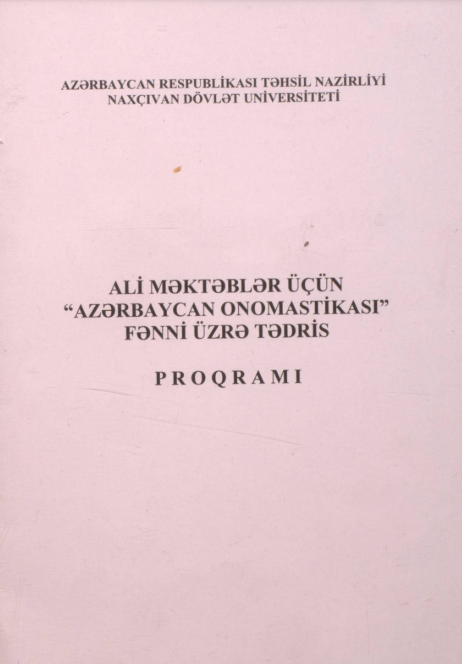 AZƏRBAYCAN RESPUBLİKASI TƏHSİL NAZİRLİYİ
NAXÇIVAN DÖVLƏT UNİVERSİTETİ
ALİ MƏKTƏBLƏR ÜÇÜN
“AZƏRBAYCAN ONOMASTİKASI”
FƏNNİ ÜZRƏ TƏDRİS
PROQRAMI